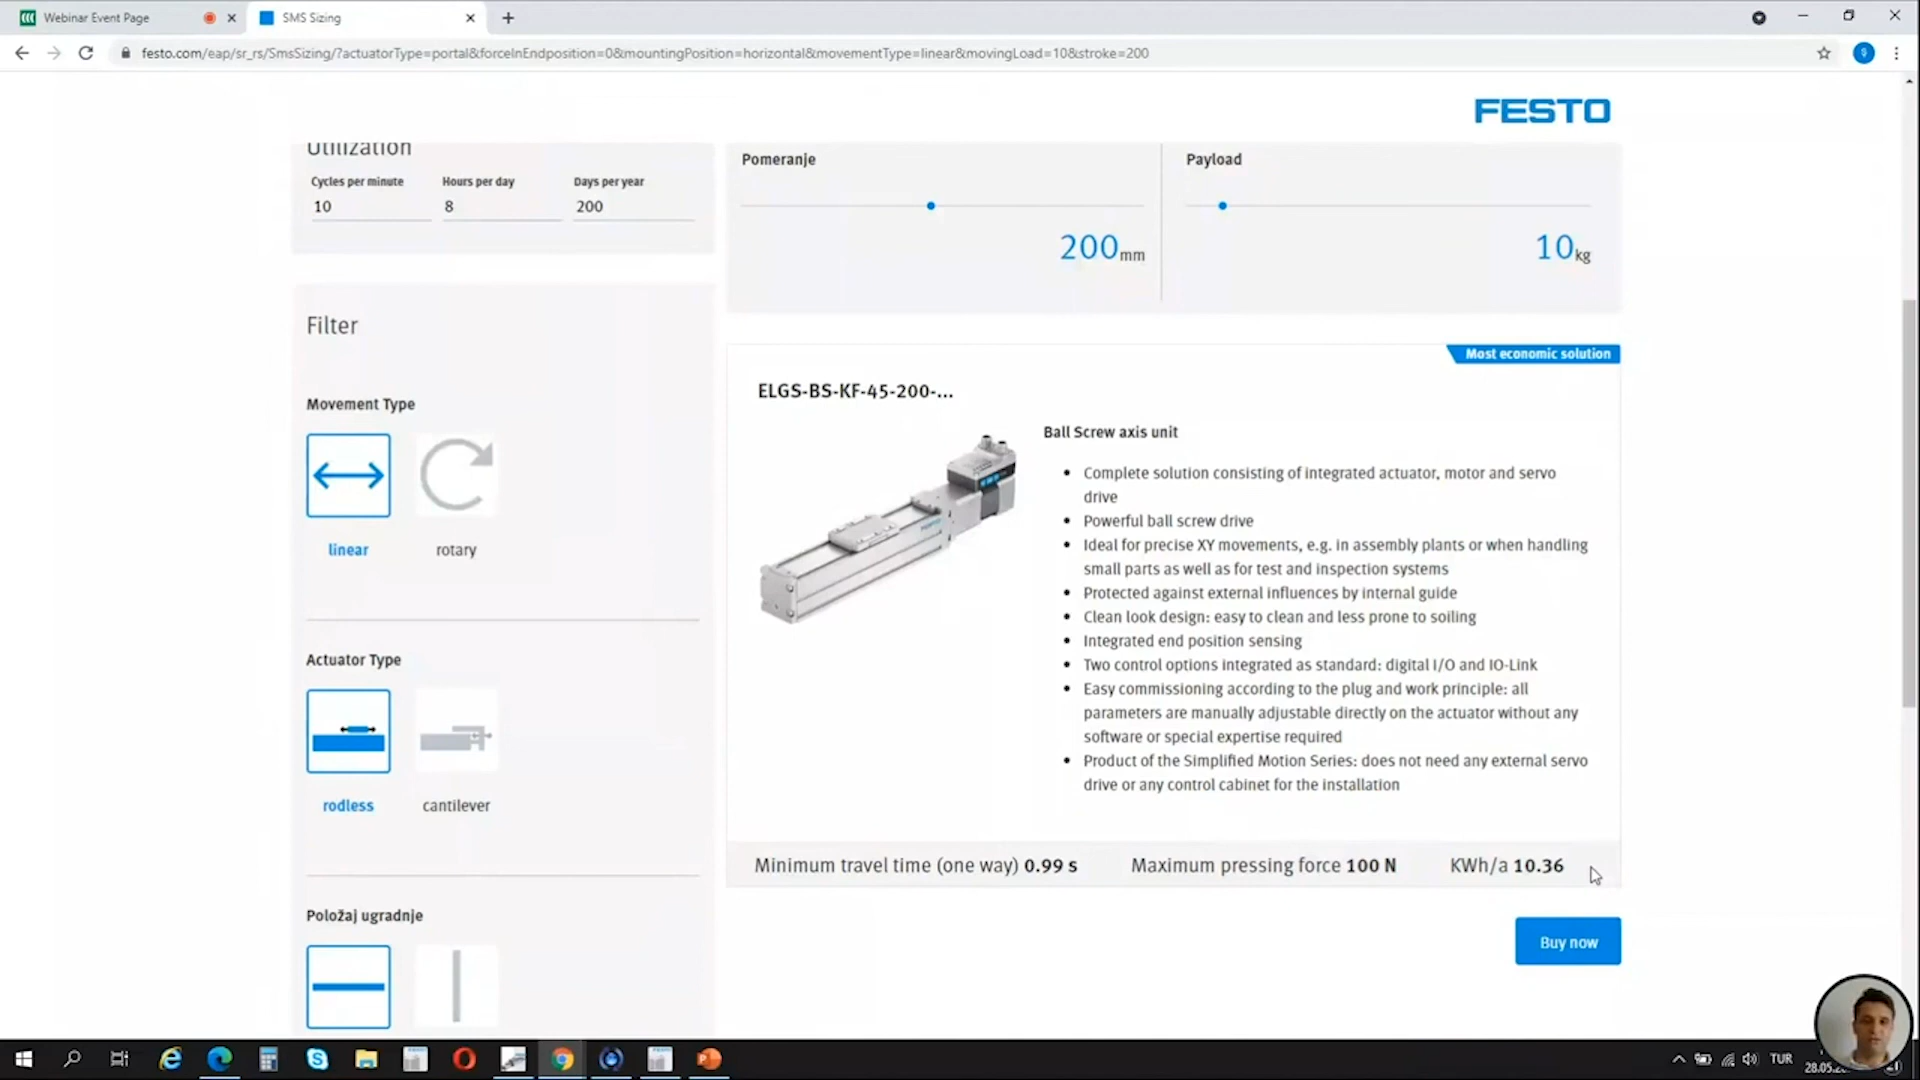 Webinar Event Page
SMS Sizing
festo.com/eap/sr_rs/SmsSizing/?actuatorType=portal&forceInEndposition=0&mountingPosition=horizontal&movementType=linear&movingLoad=10&stroke=200
FESTO
Utilization
Cycles per minute
Hours per day
Days per year
10
8
200
Pomeranje
200 mm
Payload
10 kg
Filter
Movement Type
linear
rotary
Actuator Type
rodless
cantilever
Položaj ugradnje
Most economic solution
ELGS-BS-KF-45-200-...
Ball Screw axis unit
• Complete solution consisting of integrated actuator, motor and servo
drive
• Powerful ball screw drive
• Ideal for precise XY movements, e.g. in assembly plants or when handling
small parts as well as for test and inspection systems
• Protected against external influences by internal guide
• Clean look design: easy to clean and less prone to soiling
• Integrated end position sensing
• Two control options integrated as standard: digital I/O and IO-Link
• Easy commissioning according to the plug and work principle: all
parameters are manually adjustable directly on the actuator without any
software or special expertise required
• Product of the Simplified Motion Series: does not need any external servo
drive or any control cabinet for the installation
Minimum travel time (one way) 0.99 s
Maximum pressing force 100 N
KWh/a 10.36
Buy now
TUR